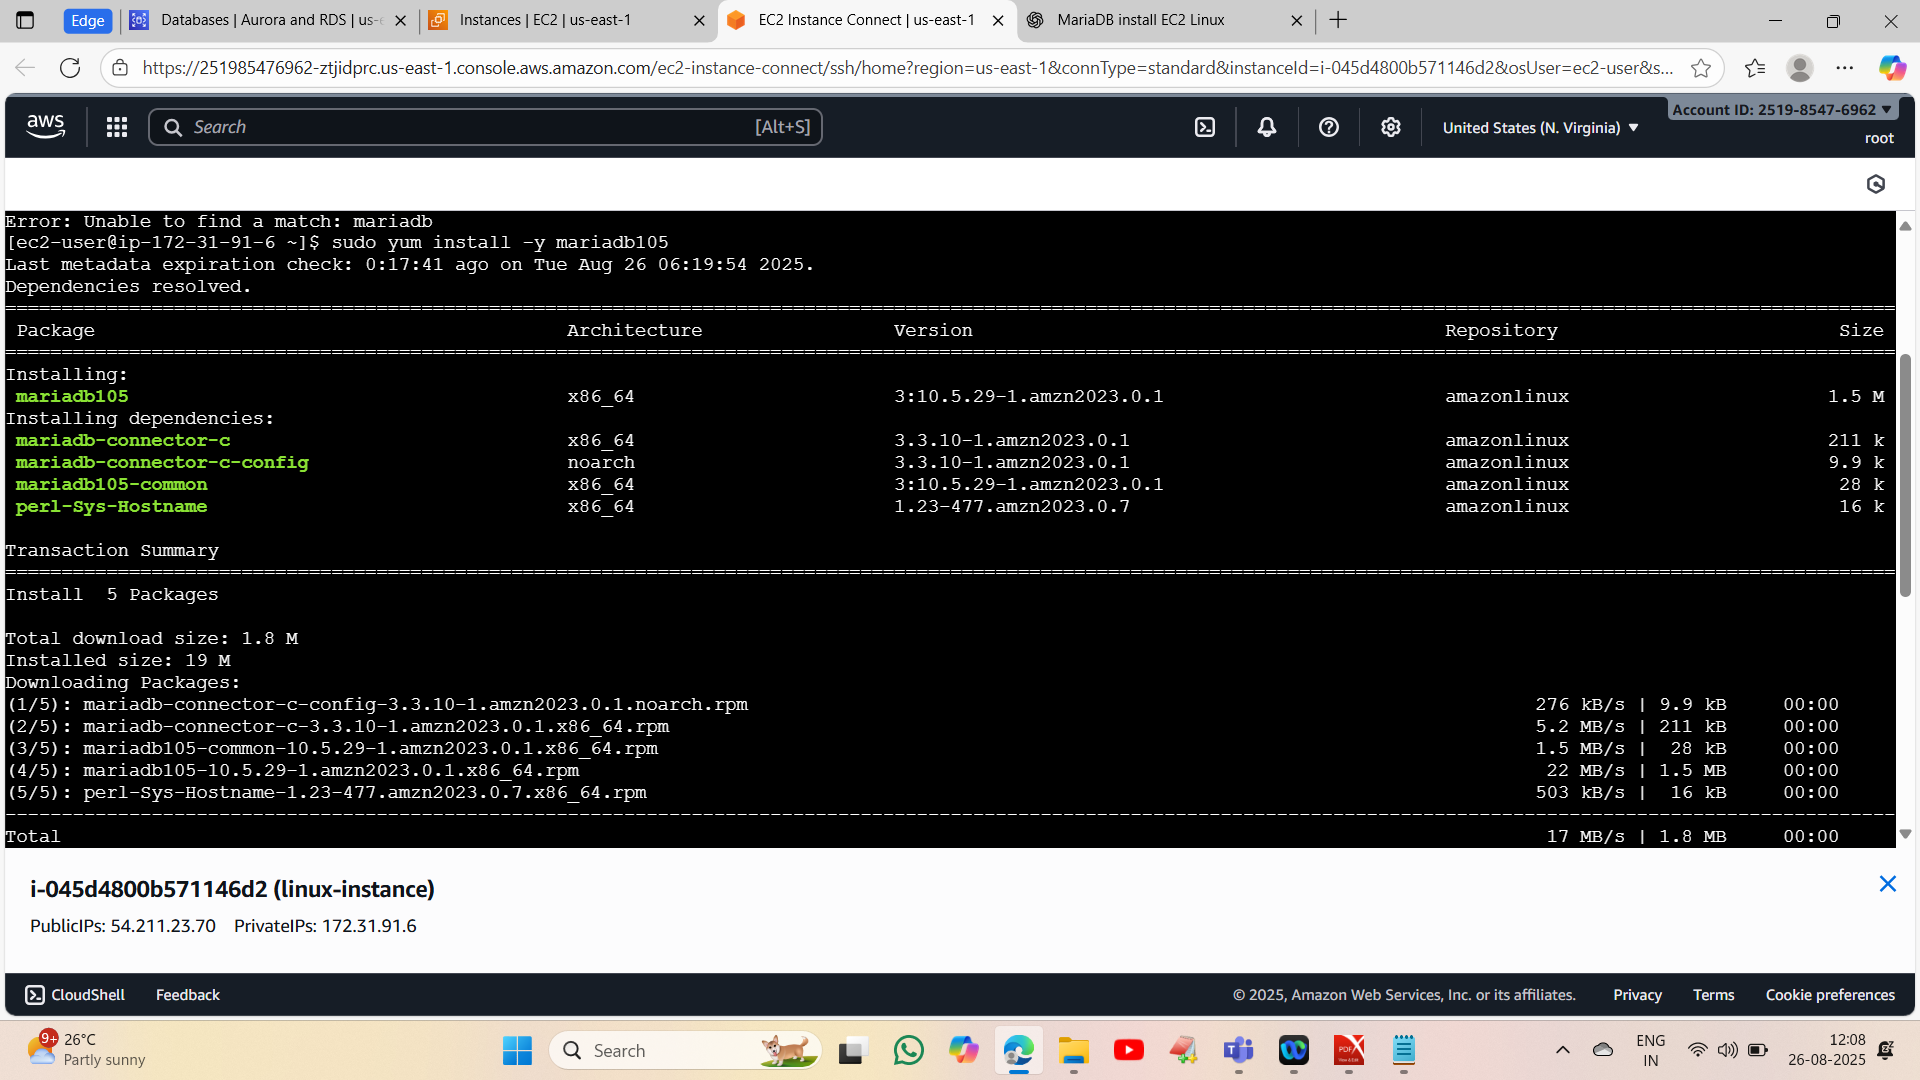 Edge
Databases | Aurora and RDS | us-e
Instances | EC2 | us-east-1
EC2 Instance Connect | us-east-1
MariaDB install EC2 Linux
https://251985476962-ztjidprc.us-east-1.console.aws.amazon.com/ec2-instance-connect/ssh/home?region=us-east-1&connType=standard&instanceId=i-045d4800b571146d2&osUser=ec2-user&s...
aws
Search
[Alt+S]
United States (N. Virginia)
Account ID: 2519-8547-6962
root
Error: Unable to find a match: mariadb
[ec2-user@ip-172-31-91-6 ~]$ sudo yum install -y mariadb105
Last metadata expiration check: 0:17:41 ago on Tue Aug 26 06:19:54 2025.
Dependencies resolved.
Package Architecture Version Repository Size
Installing:
mariadb105 x86_64 3:10.5.29-1.amzn2023.0.1 amazonlinux 1.5 M
Installing dependencies:
mariadb-connector-c x86_64 3.3.10-1.amzn2023.0.1 amazonlinux 211 k
mariadb-connector-c-config noarch 3.3.10-1.amzn2023.0.1 amazonlinux 9.9 k
mariadb105-common x86_64 3:10.5.29-1.amzn2023.0.1 amazonlinux 28 k
perl-Sys-Hostname x86_64 1.23-477.amzn2023.0.7 amazonlinux 16 k
Transaction Summary
Install 5 Packages
Total download size: 1.8 M
Installed size: 19 M
Downloading Packages:
(1/5): mariadb-connector-c-config-3.3.10-1.amzn2023.0.1.noarch.rpm 276 kB/s | 9.9 kB 00:00
(2/5): mariadb-connector-c-3.3.10-1.amzn2023.0.1.x86_64.rpm 5.2 MB/s | 211 kB 00:00
(3/5): mariadb105-common-10.5.29-1.amzn2023.0.1.x86_64.rpm 1.5 MB/s | 28 kB 00:00
(4/5): mariadb105-10.5.29-1.amzn2023.0.1.x86_64.rpm 22 MB/s | 1.5 MB 00:00
(5/5): perl-Sys-Hostname-1.23-477.amzn2023.0.7.x86_64.rpm 503 kB/s | 16 kB 00:00
Total 17 MB/s | 1.8 MB 00:00
i-045d4800b571146d2 (linux-instance)
PublicIPs: 54.211.23.70 PrivateIPs: 172.31.91.6
CloudShell Feedback
© 2025, Amazon Web Services, Inc. or its affiliates. Privacy Terms Cookie preferences
9+
26°C
Partly sunny
Search
PDF X
ENG
IN
12:08
26-08-2025